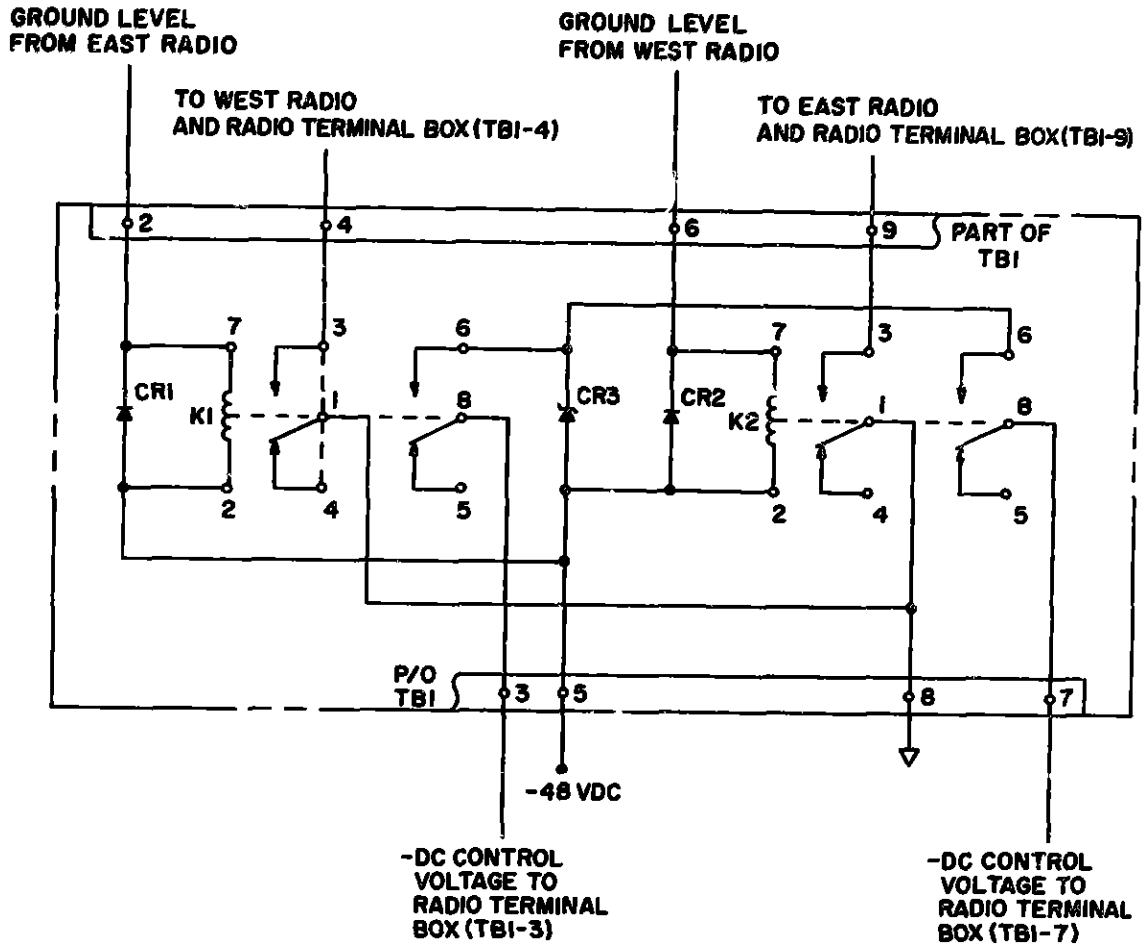 GROUND LEVEL
FROM EAST RADIO
GROUND LEVEL
FROM WEST RADIO
TO WEST RADIO
AND RADIO TERMINAL BOX (TB1-4)
TO EAST RADIO
AND RADIO TERMINAL BOX (TB1-9)
2
4
6
9
PART OF
TB1
7
3
6
7
3
6
CR1
K1
1
8
CR3
CR2
K2
1
8
2
4
5
2
4
5
P/O
TB1
3
5
8
7
-48 VDC
-DC CONTROL
VOLTAGE TO
RADIO TERMINAL
BOX (TB1-3)
-DC CONTROL
VOLTAGE TO
RADIO TERMINAL
BOX (TB1-7)